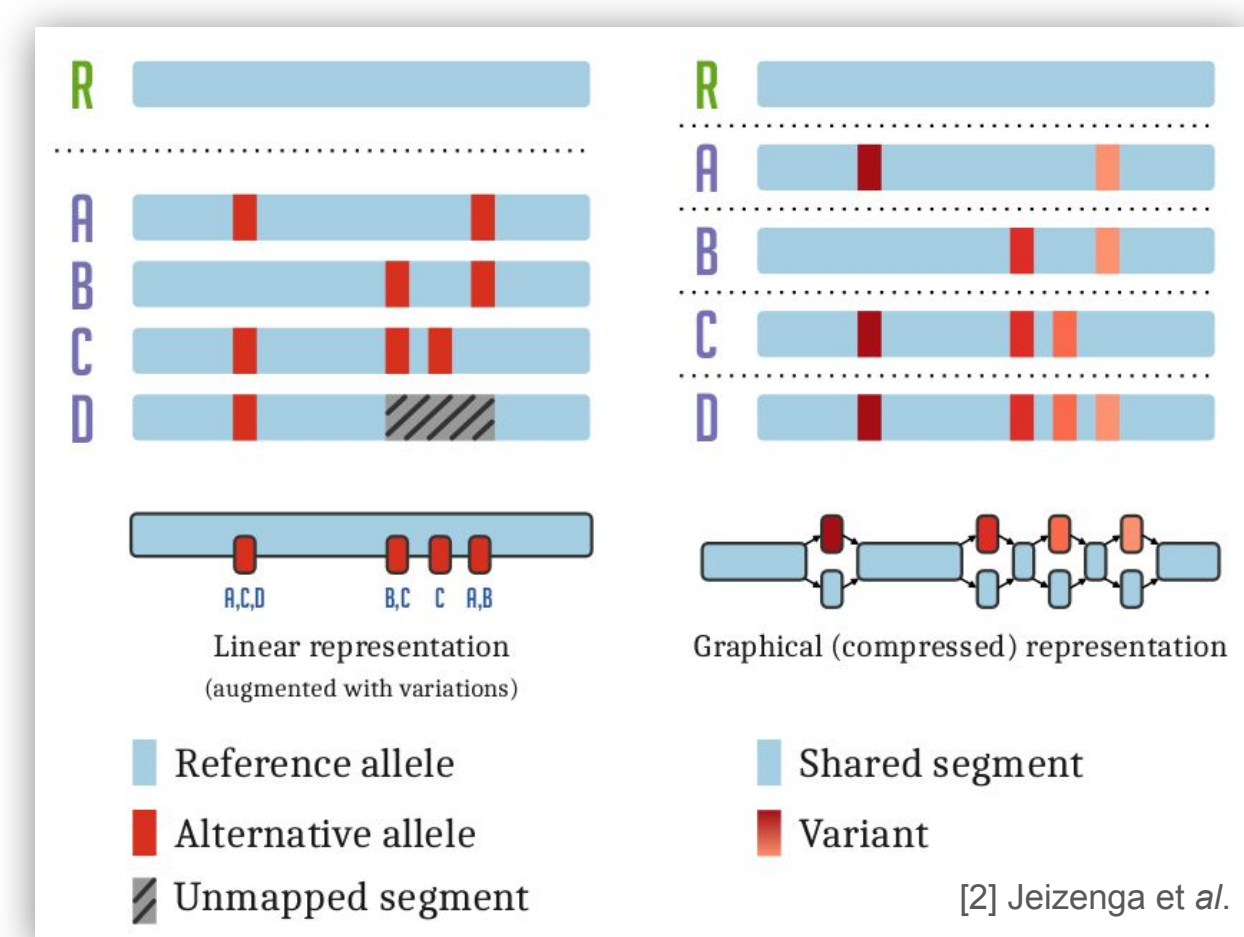 R
A
B
C
D
A,C,D
B,C
C
A,B
Linear representation
(augmented with variations)
Reference allele
Alternative allele
Unmapped segment
R
A
B
C
D
Graphical (compressed) representation
Shared segment
Variant
[2] Jeizenga et al.